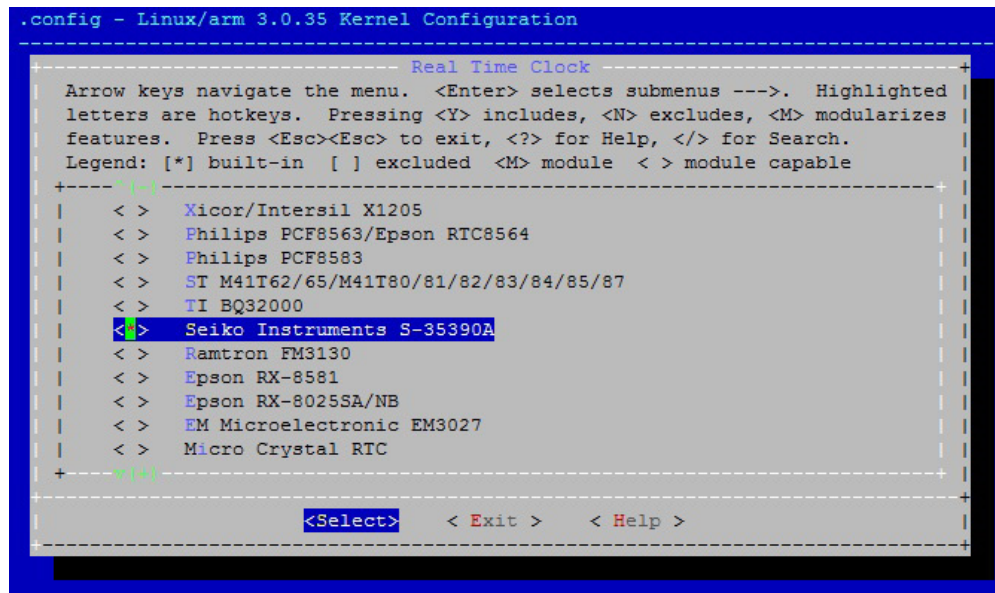 .config - Linux/arm 3.0.35 Kernel Configuration
Real Time Clock
Arrow keys navigate the menu.  <Enter> selects submenus --->.  Highlighted
letters are hotkeys.  Pressing <Y> includes, <N> excludes, <M> modularizes
features.  Press <Esc><Esc> to exit, <?> for Help, </> for Search.
Legend: [*] built-in  [ ] excluded  <M> module  < > module capable
^(-)
< >   Xicor/Intersil X1205
< >   Philips PCF8563/Epson RTC8564
< >   Philips PCF8583
< >   ST M41T62/65/M41T80/81/82/83/84/85/87
< >   TI BQ32000
<*>   Seiko Instruments S-35390A
< >   Ramtron FM3130
< >   Epson RX-8581
< >   Epson RX-8025SA/NB
< >   EM Microelectronic EM3027
< >   Micro Crystal RTC
v(+)
<Select>    < Exit >    < Help >